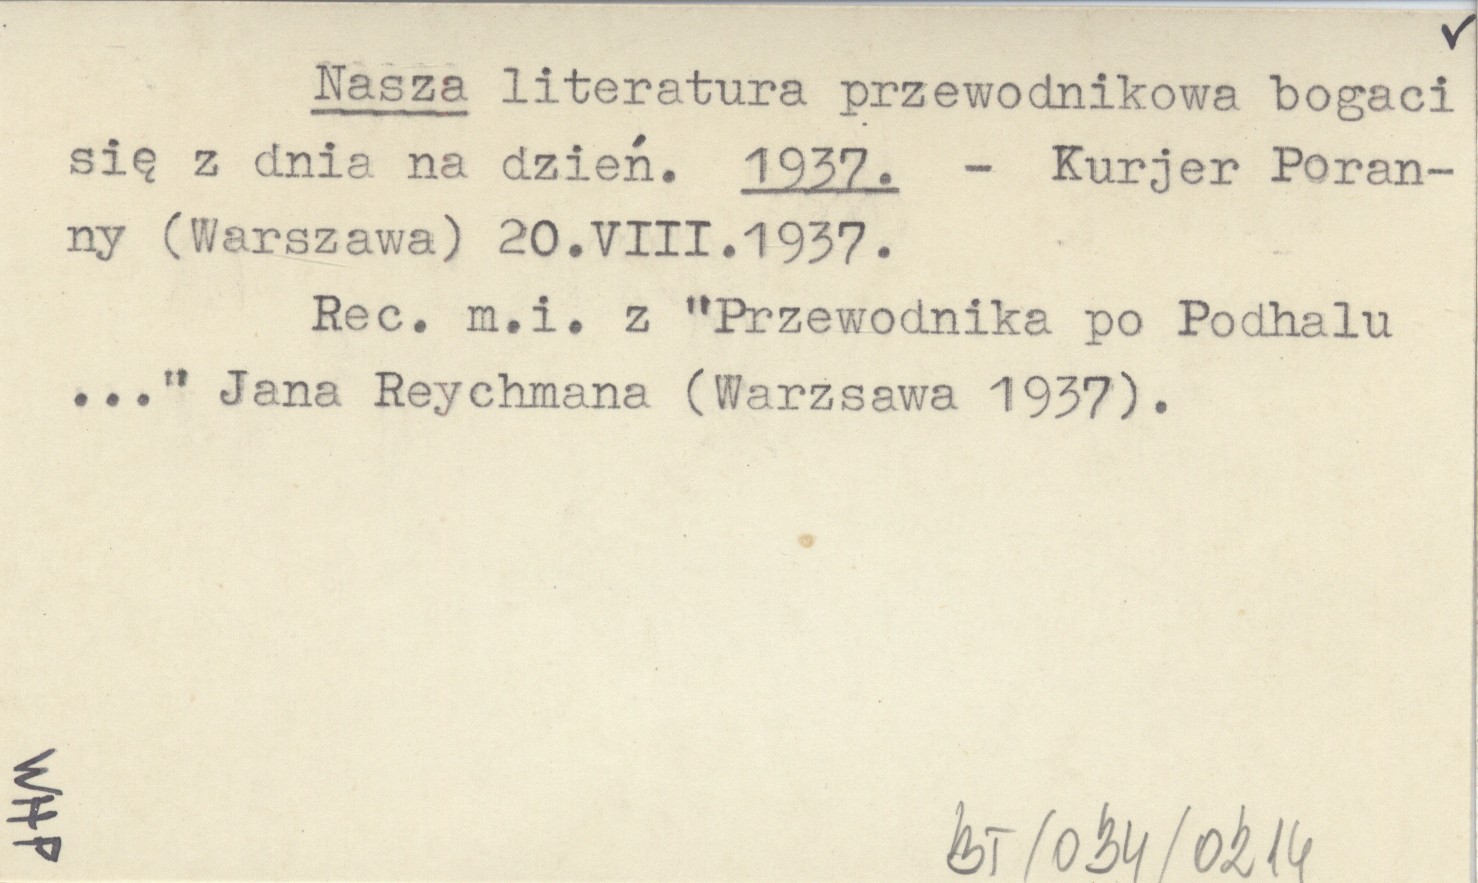 Nasza literatura przewodnikowa bogaci
się z dnia na dzień. 1937. - Kurjer Poran-
ny (Warszawa) 20.VIII.1937.
Rec. m.i. z "Przewodnika po Podhalu
..." Jana Reychmana (Warzsawa 1937).
WHP
BT/034/0214